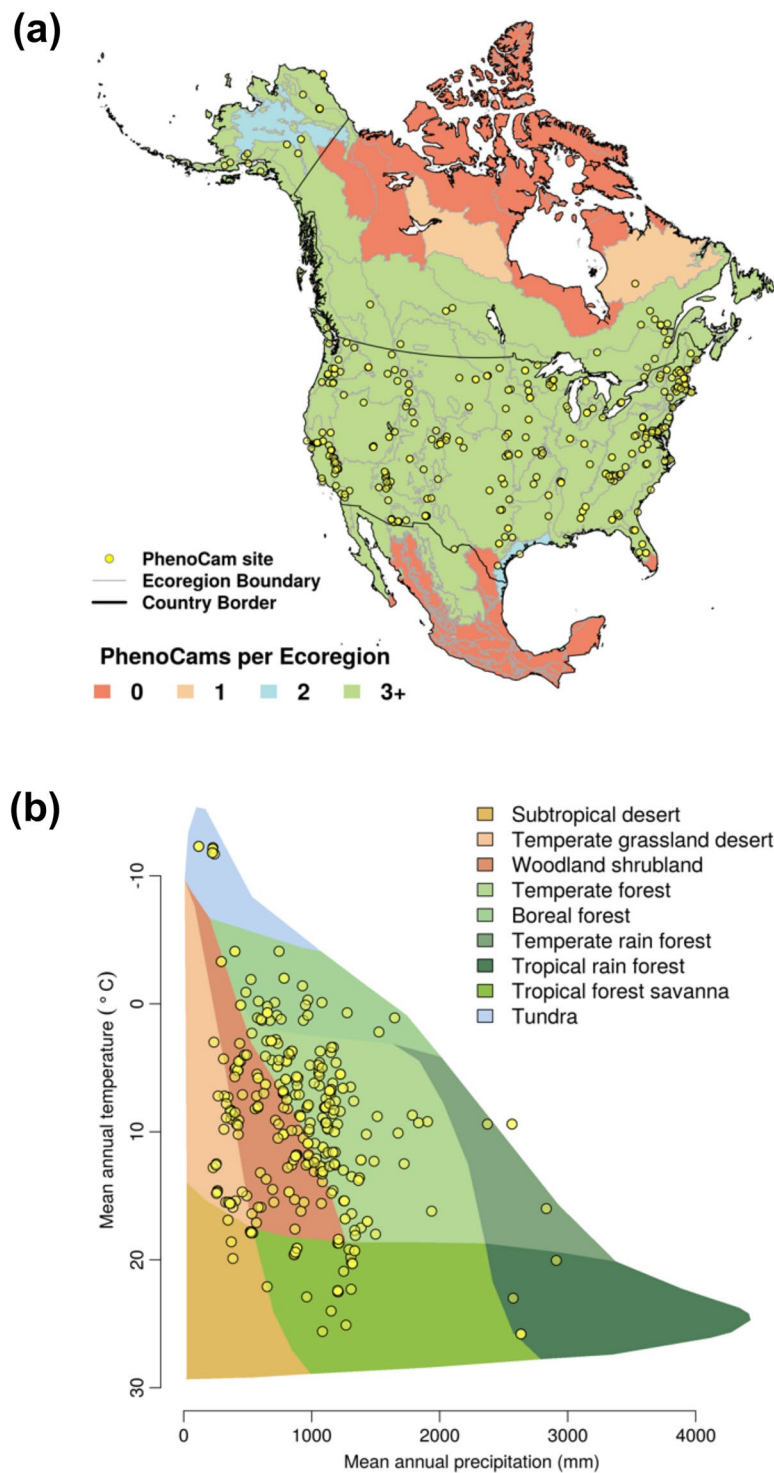 (a)
PhenoCam site
Ecoregion Boundary
Country Border
PhenoCams per Ecoregion
0 1 2 3+
(b)
Subtropical desert
Temperate grassland desert
Woodland shrubland
Temperate forest
Boreal forest
Temperate rain forest
Tropical rain forest
Tropical forest savanna
Tundra
-10
0
10
20
30
Mean annual temperature (°C)
0 1000 2000 3000 4000
Mean annual precipitation (mm)